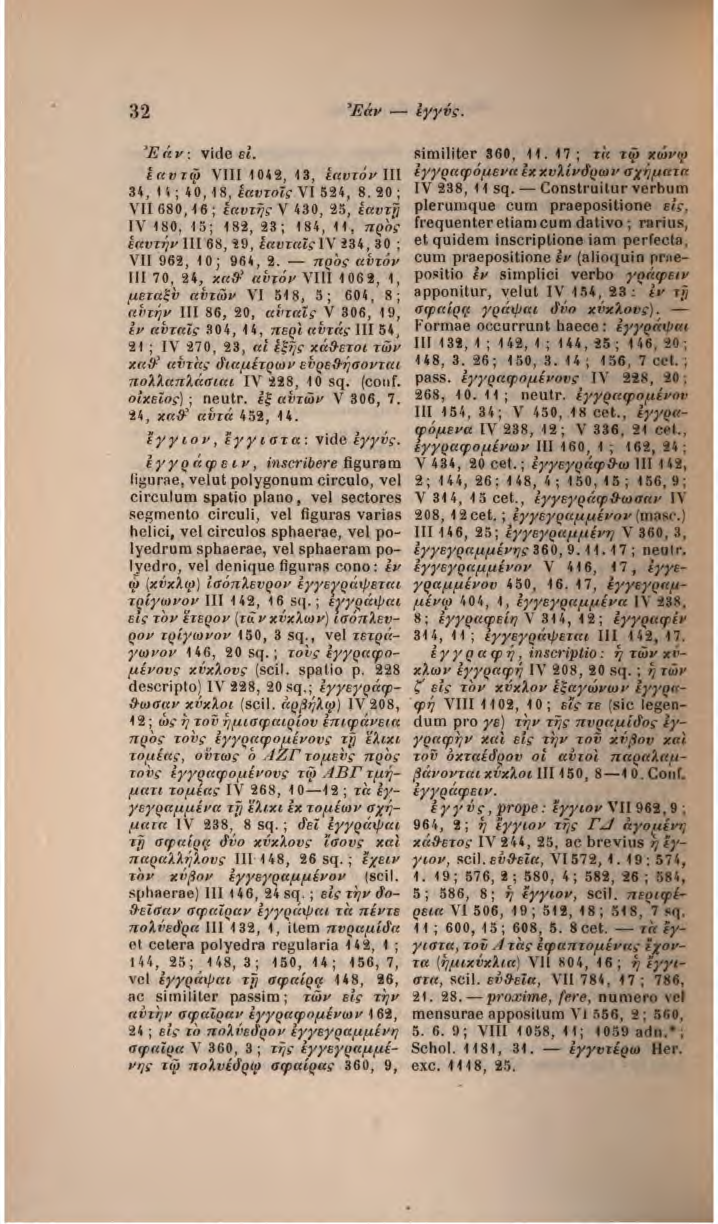 32
Ἐάν — ἐγγύς.
Ἐάν: vide εἰ.
ἑαυτῷ VIII 1042, 13, ἑαυτόν III
34, 14; 40, 18, ἑαυτοῖς VI 524, 8. 20;
VII 680, 16; ἑαυτῆς V 430, 25, ἑαυτῇ
IV 180, 15; 182, 23; 184, 11, πρὸς
ἑαυτήν III 68, 29, ἑαυταῖς IV 234, 30;
VII 962, 10; 964, 2. — πρὸς αὑτόν
III 70, 24, καθ' αὑτόν VIII 1062, 1,
μεταξὺ αὑτῶν VI 518, 5; 604, 8;
αὑτήν III 86, 20, αὑταῖς V 306, 19,
ἐν αὑταῖς 304, 14, περὶ αὑτάς III 54,
21; IV 270, 23, αἱ ἑξῆς κάθετοι τῶν
καθ' αὑτὰς διαμέτρων εὑρεθήσονται
πολλαπλάσιαι IV 228, 10 sq. (conf.
οἰκεῖος); neutr. ἐξ αὑτῶν V 306, 7.
24, καθ' αὑτά 452, 14.
ἔγγιον, ἔγγιστα: vide ἐγγύς.
ἐγγράφειν, inscribere figuram
figurae, velut polygonum circulo, vel
circulum spatio plano, vel sectores
segmento circuli, vel figuras varias
helici, vel circulos sphaerae, vel po-
lyedrum sphaerae, vel sphaeram po-
lyedro, vel denique figuras cono: ἐν
ᾧ (κύκλῳ) ἰσόπλευρον ἐγγεγράψεται
τρίγωνον III 142, 16 sq.; ἐγγράψαι
εἰς τὸν ἕτερον (τῶν κύκλων) ἰσόπλευ-
ρον τρίγωνον 150, 3 sq., vel τετρά-
γωνον 146, 20 sq.; τοὺς ἐγγραφο-
μένους κύκλους (scil. spatio p. 228
descripto) IV 228, 20 sq.; ἐγγεγράφ-
θωσαν κύκλοι (scil. ἀρβήλῳ) IV 208,
12; ὡς ἡ τοῦ ἡμισφαιρίου ἐπιφάνεια
πρὸς τοὺς ἐγγραφομένους τῇ ἕλικι
τομέας, οὕτως ὁ ΑΖΓ τομεὺς πρὸς
τοὺς ἐγγραφομένους τῷ ΑΒΓ τμή-
ματι τομέας IV 268, 10—12; τὰ ἐγ-
γεγραμμένα τῇ ἕλικι ἐκ τομέων σχή-
ματα IV 238, 8 sq.; δεῖ ἐγγράψαι
τῇ σφαίρᾳ δύο κύκλους ἴσους καὶ
παραλλήλους III 148, 26 sq.; ἔχειν
τὸν κύβον ἐγγεγραμμένον (scil.
sphaerae) III 146, 24 sq.; εἰς τὴν δο-
θεῖσαν σφαῖραν ἐγγράψαι τὰ πέντε
πολύεδρα III 132, 1, item πυραμίδα
et cetera polyedra regularia 142, 1;
144, 25; 148, 3; 150, 14; 156, 7,
vel ἐγγράψαι τῇ σφαίρᾳ 148, 26,
ac similiter passim; τῶν εἰς τὴν
αὐτὴν σφαῖραν ἐγγραφομένων 162,
24; εἰς τὸ πολύεδρον ἐγγεγραμμένη
σφαῖρα V 360, 3; τῆς ἐγγεγραμμέ-
νης τῷ πολυέδρῳ σφαίρας 360, 9,
similiter 360, 11. 17; τὰ τῷ κώνῳ
ἐγγραφόμενα ἐκ κυλίνδρων σχήματα
IV 238, 11 sq. — Construitur verbum
plerumque cum praepositione εἰς,
frequenter etiam cum dativo; rarius,
et quidem inscriptione iam perfecta,
cum praepositione ἐν (alioquin prae-
positio ἐν simplici verbo γράφειν
apponitur, velut IV 154, 23: ἐν τῇ
σφαίρᾳ γράψαι δύο κύκλους). —
Formae occurrunt haece: ἐγγράψαι
III 132, 1; 142, 1; 144, 25; 146, 20;
148, 3. 26; 150, 3. 14; 156, 7 cet.;
pass. ἐγγραφομένους IV 228, 20;
268, 10. 11; neutr. ἐγγραφομένου
III 154, 34; V 450, 18 cet., ἐγγρα-
φόμενα IV 238, 12; V 336, 21 cet.,
ἐγγραφομένων III 160, 1; 162, 24;
V 434, 20 cet.; ἐγγεγράφθω III 142,
2; 144, 26; 148, 4; 150, 15; 156, 9;
V 314, 15 cet., ἐγγεγράφθωσαν IV
208, 12 cet.; ἐγγεγραμμένον (masc.)
III 146, 25; ἐγγεγραμμένη V 360, 3,
ἐγγεγραμμένης 360, 9. 11. 17; neutr.
ἐγγεγραμμένον V 416, 17, ἐγγε-
γραμμένου 450, 16. 17, ἐγγεγραμ-
μένῳ 404, 1, ἐγγεγραμμένα IV 238,
8; ἐγγραφείη V 314, 12; ἐγγραφέν
314, 11; ἐγγεγράψεται III 142, 17.
ἐγγραφή, inscriptio: ἡ τῶν κύ-
κλων ἐγγραφή IV 208, 20 sq.; ἡ τῶν
ζ εἰς τὸν κύκλον ἑξαγώνων ἐγγρα-
φή VIII 1102, 10; εἴς τε (sic legen-
dum pro γε) τὴν τῆς πυραμίδος ἐγ-
γραφὴν καὶ εἰς τὴν τοῦ κύβου καὶ
τοῦ ὀκταέδρου οἱ αὐτοὶ παραλαμ-
βάνονται κύκλοι III 150, 8—10. Conf.
ἐγγράφειν.
ἐγγύς, prope: ἔγγιον VII 962, 9;
964, 2; ἡ ἔγγιον τῆς ΓΔ ἀγομένη
κάθετος IV 244, 25, ac brevius ἡ ἔγ-
γιον, scil. εὐθεῖα, VI 572, 1. 19; 574,
1. 19; 576, 2; 580, 4; 582, 26; 584,
5; 586, 8; ἡ ἔγγιον, scil. περιφέ-
ρεια VI 506, 19; 512, 18; 518, 7 sq.
11; 600, 15; 608, 5. 8 cet. — τὰ ἔγ-
γιστα, τοῦ Α τὰς ἐφαπτομένας ἔχον-
τα (ἡμικύκλια) VII 804, 16; ἡ ἔγγι-
στα, scil. εὐθεῖα, VII 784, 17; 786,
21. 28. — proxime, fere, numero vel
mensurae appositum VI 556, 2; 560,
5. 6. 9; VIII 1058, 11; 1059 adn.*;
Schol. 1181, 31. — ἐγγυτέρω Her.
exc. 1118, 25.